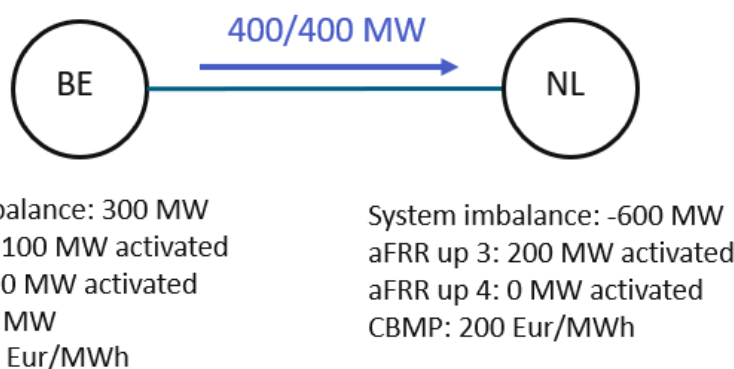 400/400 MW
BE
NL
balance: 300 MW
100 MW activated
0 MW activated
MW
Eur/MWh
System imbalance: -600 MW
aFRR up 3: 200 MW activated
aFRR up 4: 0 MW activated
CBMP: 200 Eur/MWh